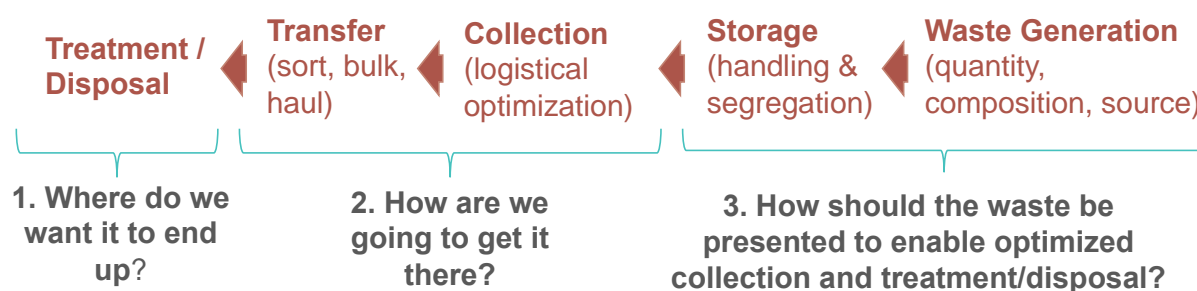 Treatment /
Disposal
Transfer
(sort, bulk,
haul)
Collection
(logistical
optimization)
Storage
(handling &
segregation)
Waste Generation
(quantity,
composition, source)
1. Where do we
want it to end
up?
2. How are we
going to get it
there?
3. How should the waste be
presented to enable optimized
collection and treatment/disposal?